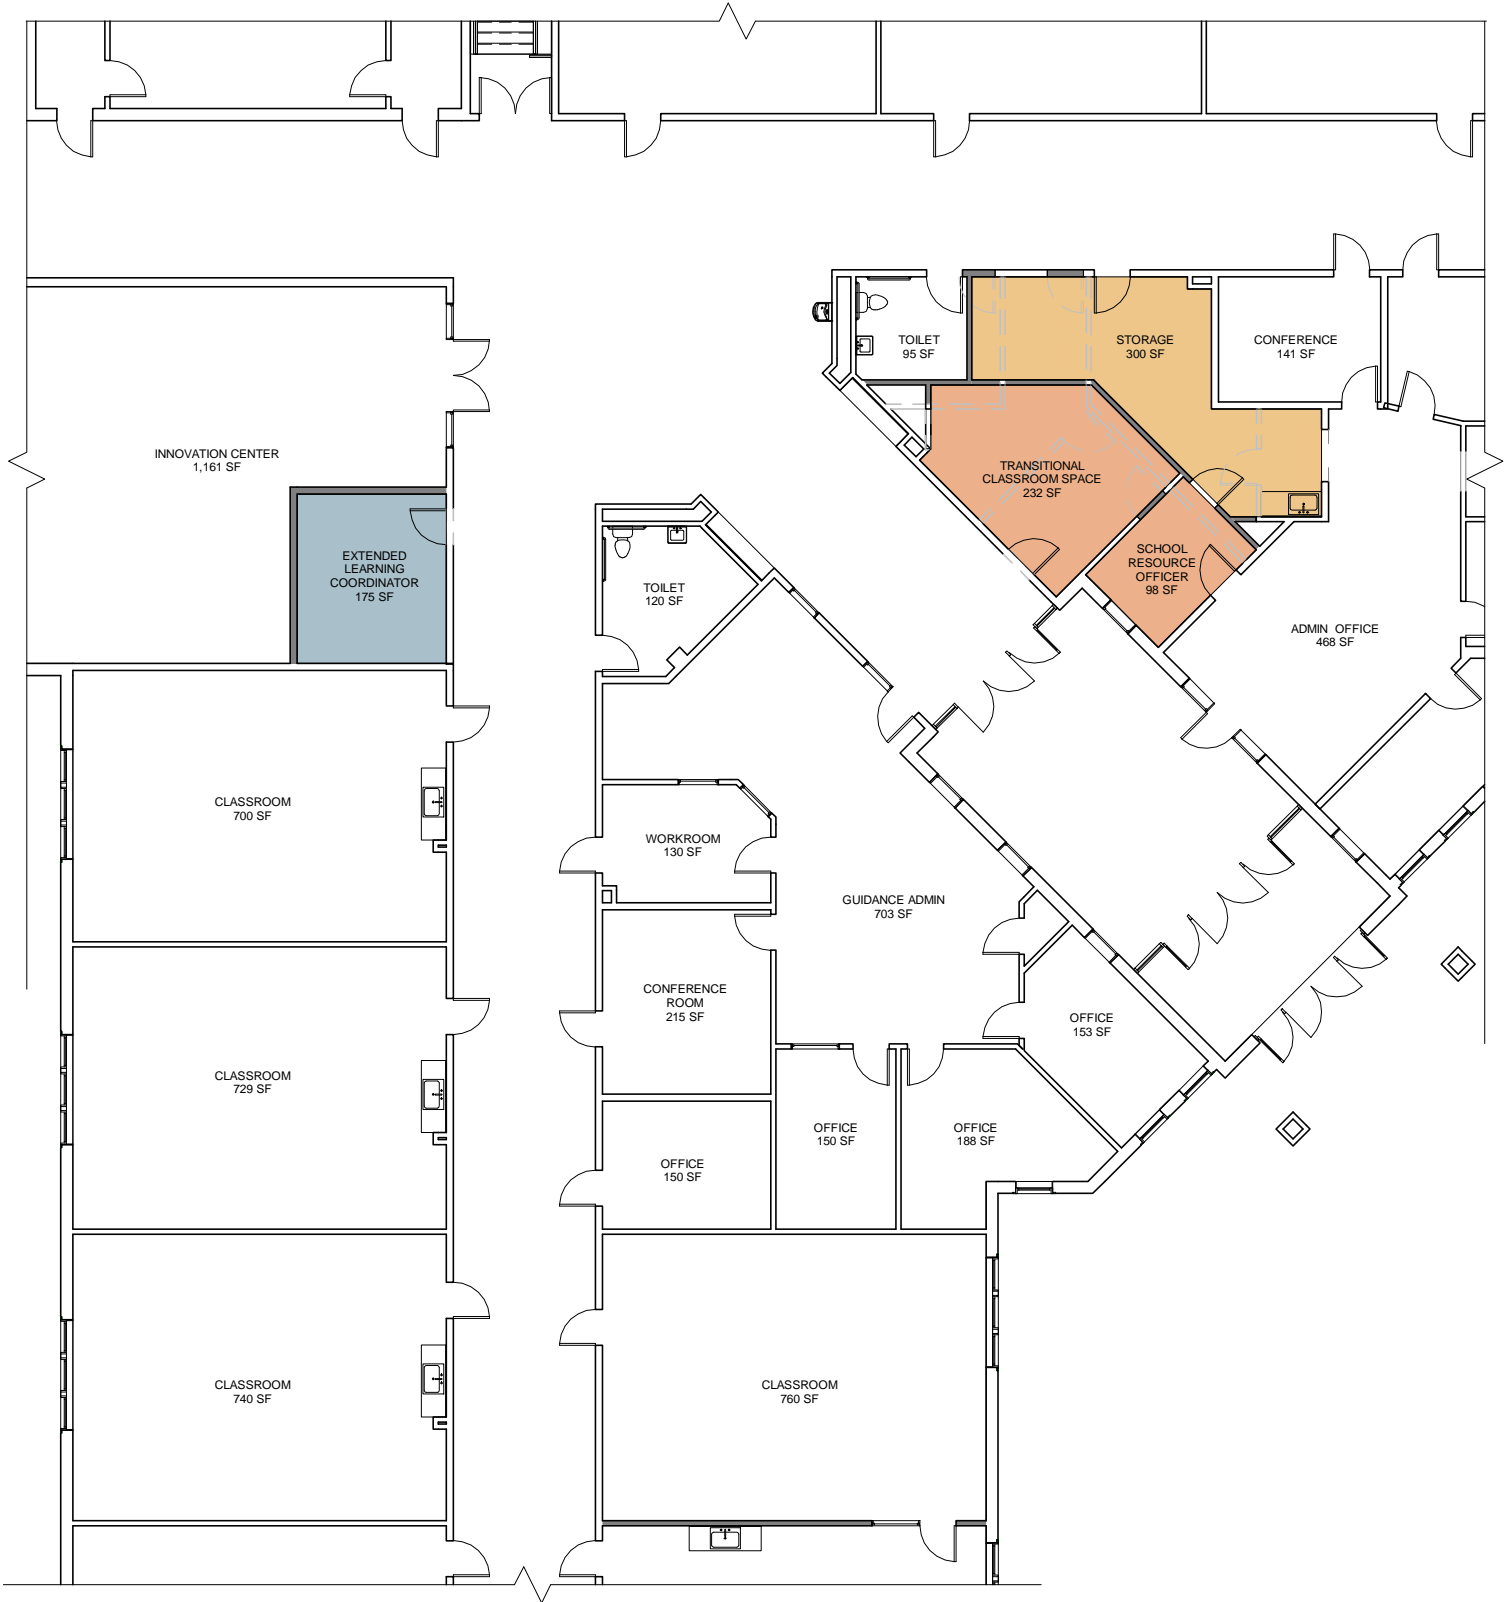 TOILET
95 SF
STORAGE
300 SF
CONFERENCE
141 SF
INNOVATION CENTER
1,161 SF
TRANSITIONAL
CLASSROOM SPACE
232 SF
EXTENDED
LEARNING
COORDINATOR
175 SF
SCHOOL
RESOURCE
OFFICER
98 SF
TOILET
120 SF
ADMIN OFFICE
468 SF
CLASSROOM
700 SF
WORKROOM
130 SF
GUIDANCE ADMIN
703 SF
CONFERENCE
ROOM
215 SF
OFFICE
153 SF
CLASSROOM
729 SF
OFFICE
150 SF
OFFICE
188 SF
OFFICE
150 SF
CLASSROOM
740 SF
CLASSROOM
760 SF